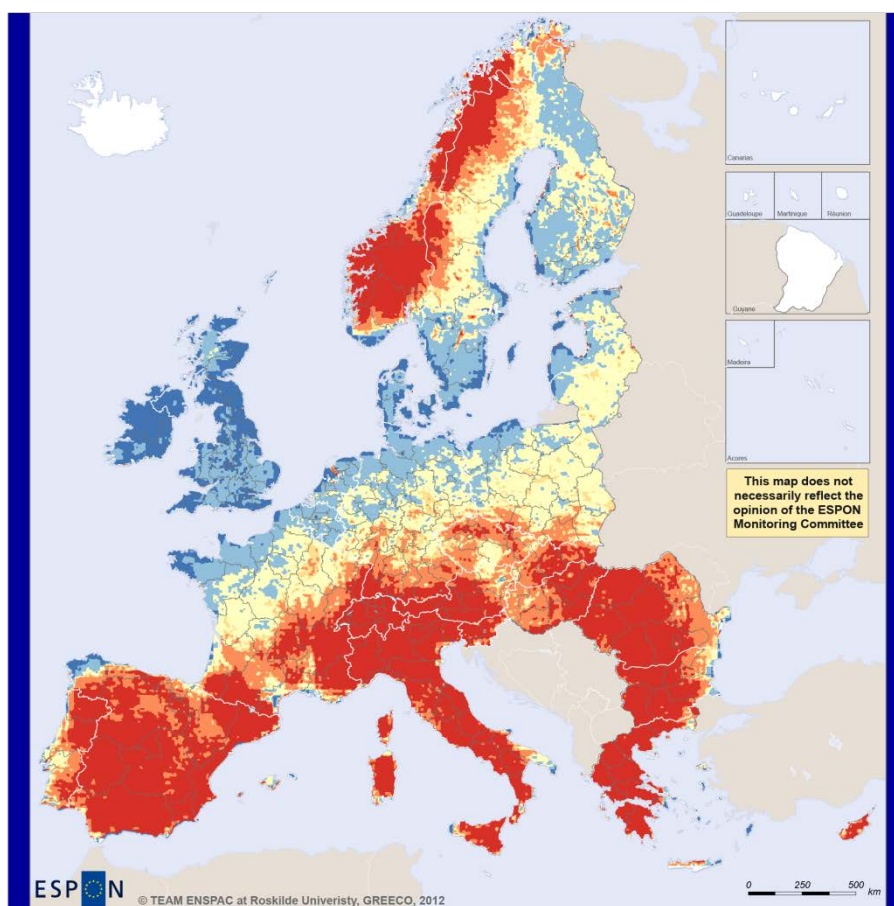 Canarias
Guadeloupe
Martinique
Réunion
Guyane
Madeira
Acores
This map does not
necessarily reflect the
opinion of the ESPON
Monitoring Committee
ESPON
© TEAM ENSPAC at Roskilde Univeristy, GREECO, 2012
0 250 500
km